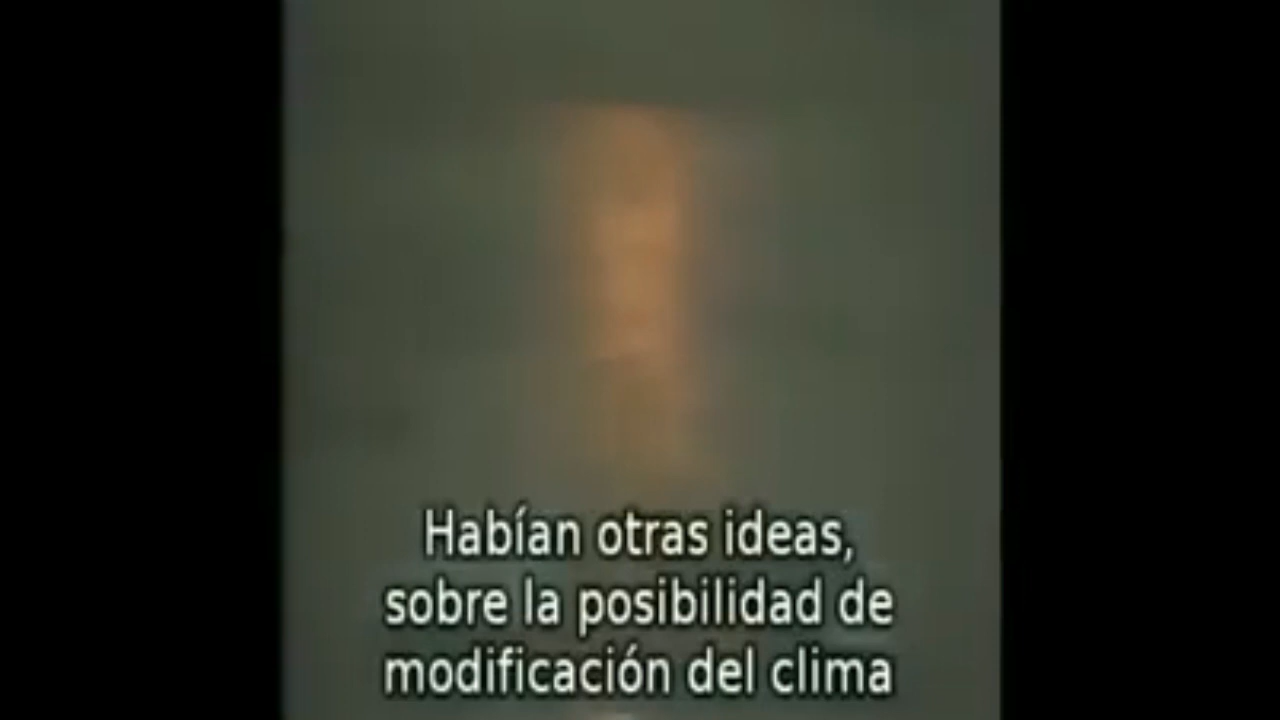 Habían otras ideas,
sobre la posibilidad de
modificación del clima